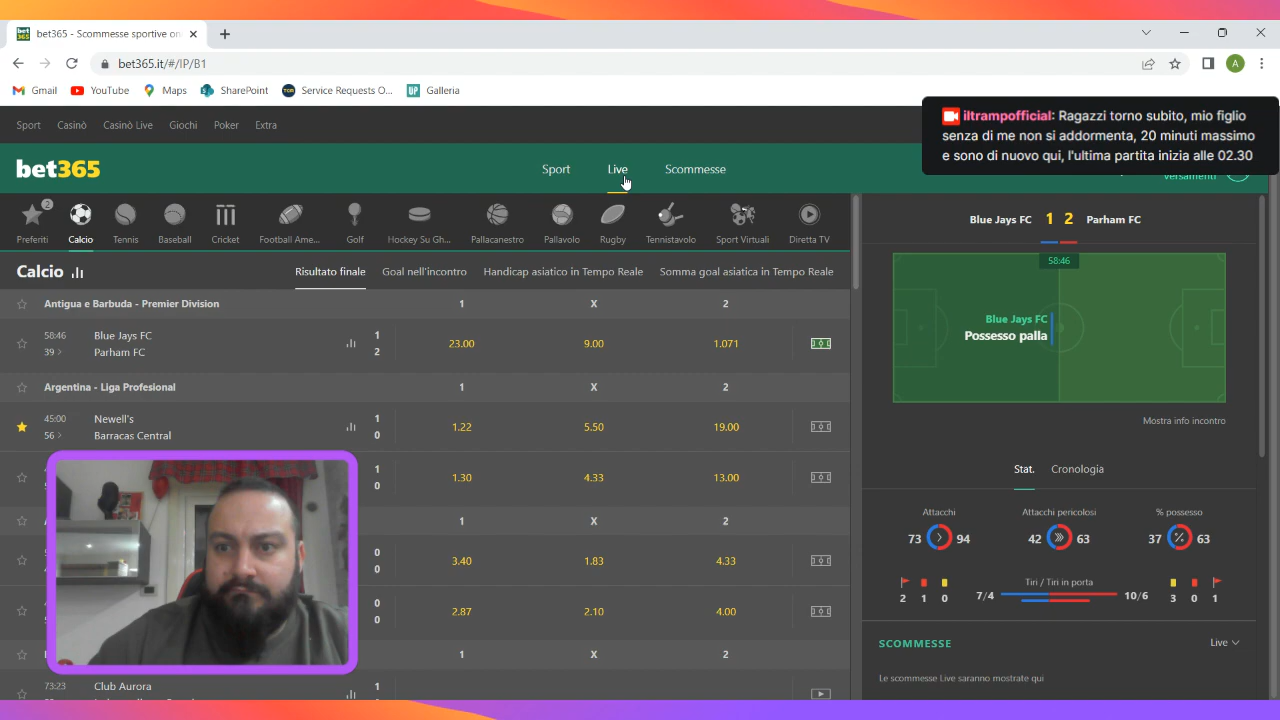 bet365 - Scommesse sportive on
bet365.it/#/IP/B1
A
Gmail
YouTube
Maps
SharePoint
Service Requests O...
Galleria
Sport
Casinò
Casinò Live
Giochi
Poker
Extra
iltrampofficial: Ragazzi torno subito, mio figlio
senza di me non si addormenta, 20 minuti massimo
e sono di nuovo qui, l'ultima partita inizia alle 02.30
bet365
Sport
Live
Scommesse
Versamenti
2
Preferiti
Calcio
Tennis
Baseball
Cricket
Football Ame...
Golf
Hockey Su Gh...
Pallacanestro
Pallavolo
Rugby
Tennistavolo
Sport Virtuali
Diretta TV
Calcio
Risultato finale
Goal nell'incontro
Handicap asiatico in Tempo Reale
Somma goal asiatica in Tempo Reale
Antigua e Barbuda - Premier Division 1 X 2
58:46 Blue Jays FC 1
39 > Parham FC 2
23.00 9.00 1.071
Argentina - Liga Profesional 1 X 2
45:00 Newell's 1
56 > Barracas Central 0
1.22 5.50 19.00
1
0
1.30 4.33 13.00
1 X 2
0
0
3.40 1.83 4.33
0
0
2.87 2.10 4.00
1 X 2
73:23 Club Aurora 1
Blue Jays FC 1 2 Parham FC
58:46
Blue Jays FC
Possesso palla
Mostra info incontro
Stat.
Cronologia
Attacchi
73 94
Attacchi pericolosi
42 63
% possesso
37 63
2 1 0
Tiri / Tiri in porta
7/4 10/6
3 0 1
SCOMMESSE
Live
Le scommesse Live saranno mostrate qui